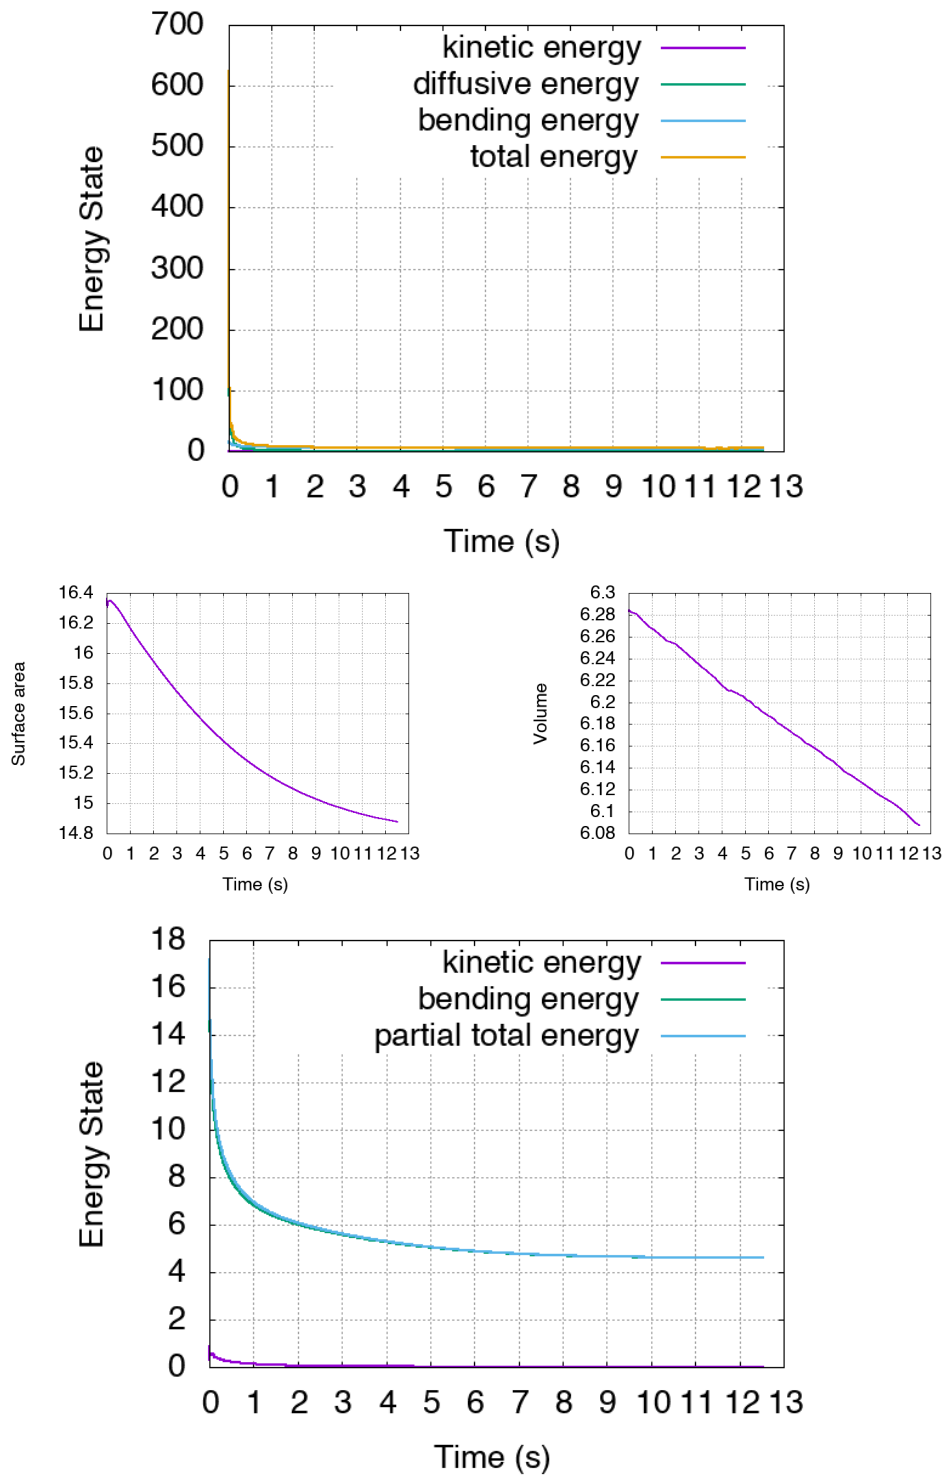 700
kinetic energy
600
diffusive energy
bending energy
500
total energy
400
Energy State
300
200
100
0
0 1 2 3 4 5 6 7 8 9 10 11 12 13
Time (s)
16.4
16.2
16
15.8
Surface area
15.6
15.4
15.2
15
14.8
0 1 2 3 4 5 6 7 8 9 10 11 12 13
Time (s)
6.3
6.28
6.26
6.24
6.22
Volume
6.2
6.18
6.16
6.14
6.12
6.1
6.08
0 1 2 3 4 5 6 7 8 9 10 11 12 13
Time (s)
18
kinetic energy
16
bending energy
14
partial total energy
12
Energy State
10
8
6
4
2
0
0 1 2 3 4 5 6 7 8 9 10 11 12 13
Time (s)